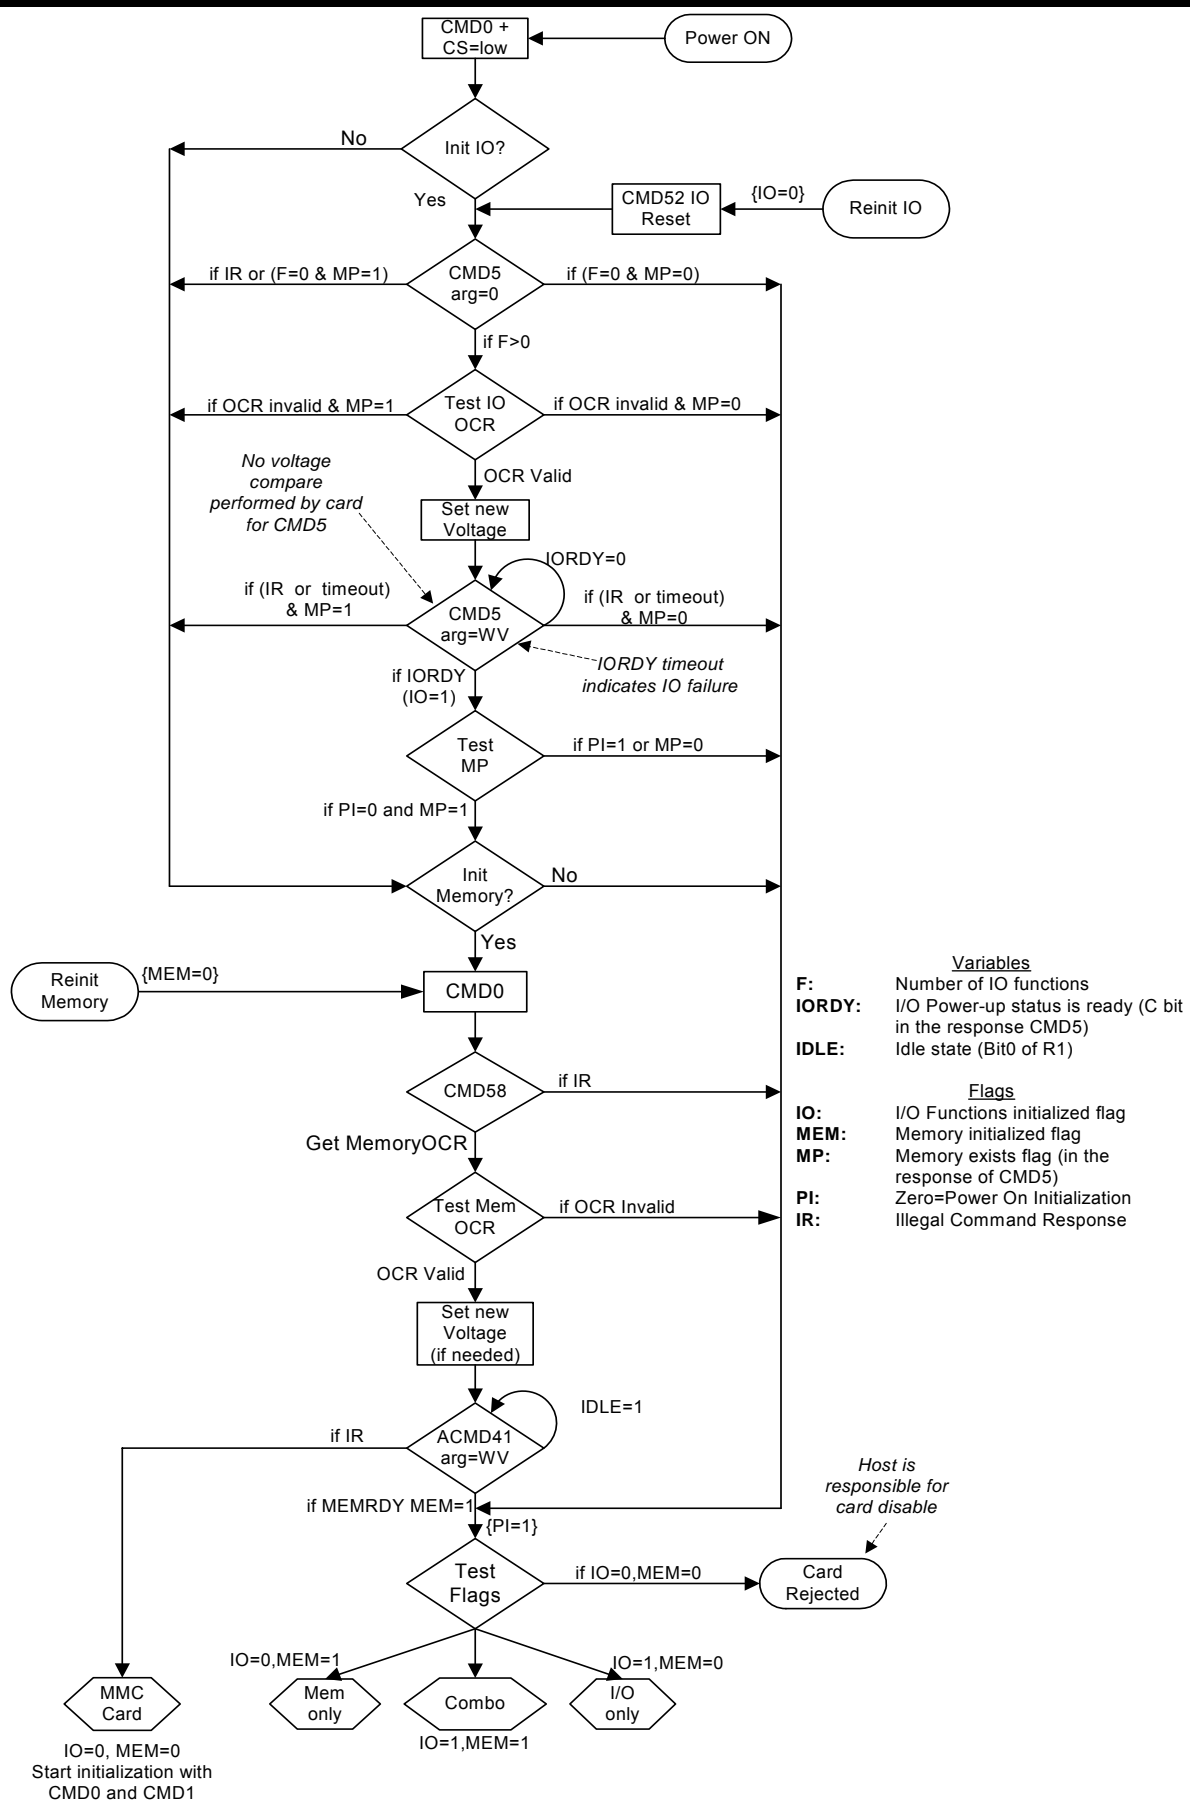 CMD0 +
CS=low
Power ON
No
Init IO?
Yes
CMD52 IO
Reset
{IO=0}
Reinit IO
if IR or (F=0 & MP=1)
CMD5
arg=0
if (F=0 & MP=0)
if F>0
if OCR invalid & MP=1
Test IO
OCR
if OCR invalid & MP=0
No voltage
compare
performed by card
for CMD5
OCR Valid
Set new
Voltage
IORDY=0
if (IR or timeout)
& MP=1
CMD5
arg=WV
if (IR or timeout)
& MP=0
IORDY timeout
indicates IO failure
if IORDY
(IO=1)
Test
MP
if PI=1 or MP=0
if PI=0 and MP=1
Init
Memory?
No
Yes
Reinit
Memory
{MEM=0}
CMD0
Variables
F: Number of IO functions
IORDY: I/O Power-up status is ready (C bit
in the response CMD5)
IDLE: Idle state (Bit0 of R1)
Flags
IO: I/O Functions initialized flag
MEM: Memory initialized flag
MP: Memory exists flag (in the
response of CMD5)
PI: Zero=Power On Initialization
IR: Illegal Command Response
CMD58
if IR
Get MemoryOCR
Test Mem
OCR
if OCR Invalid
OCR Valid
Set new
Voltage
(if needed)
IDLE=1
if IR
ACMD41
arg=WV
Host is
responsible for
card disable
if MEMRDY MEM=1
{PI=1}
Test
Flags
if IO=0,MEM=0
Card
Rejected
IO=0,MEM=1
IO=1,MEM=0
MMC
Card
Mem
only
Combo
I/O
only
IO=1,MEM=1
IO=0, MEM=0
Start initialization with
CMD0 and CMD1